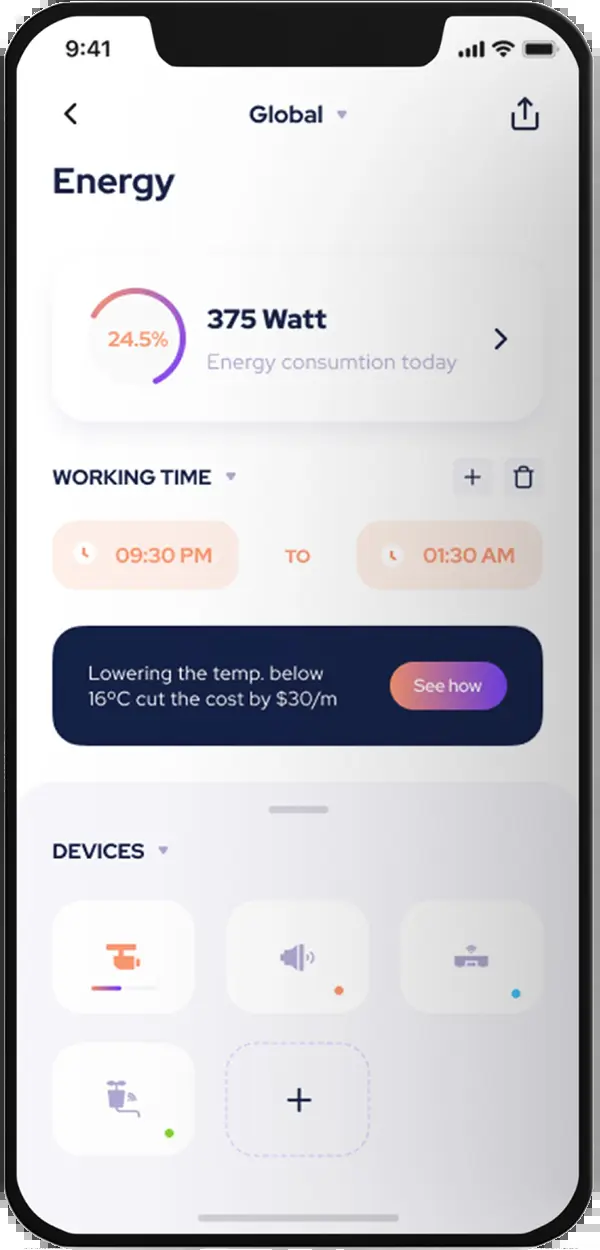 9:41
Global
Energy
24.5%
375 Watt
Energy consumtion today
WORKING TIME
09:30 PM
TO
01:30 AM
Lowering the temp. below
16ºC cut the cost by $30/m
See how
DEVICES